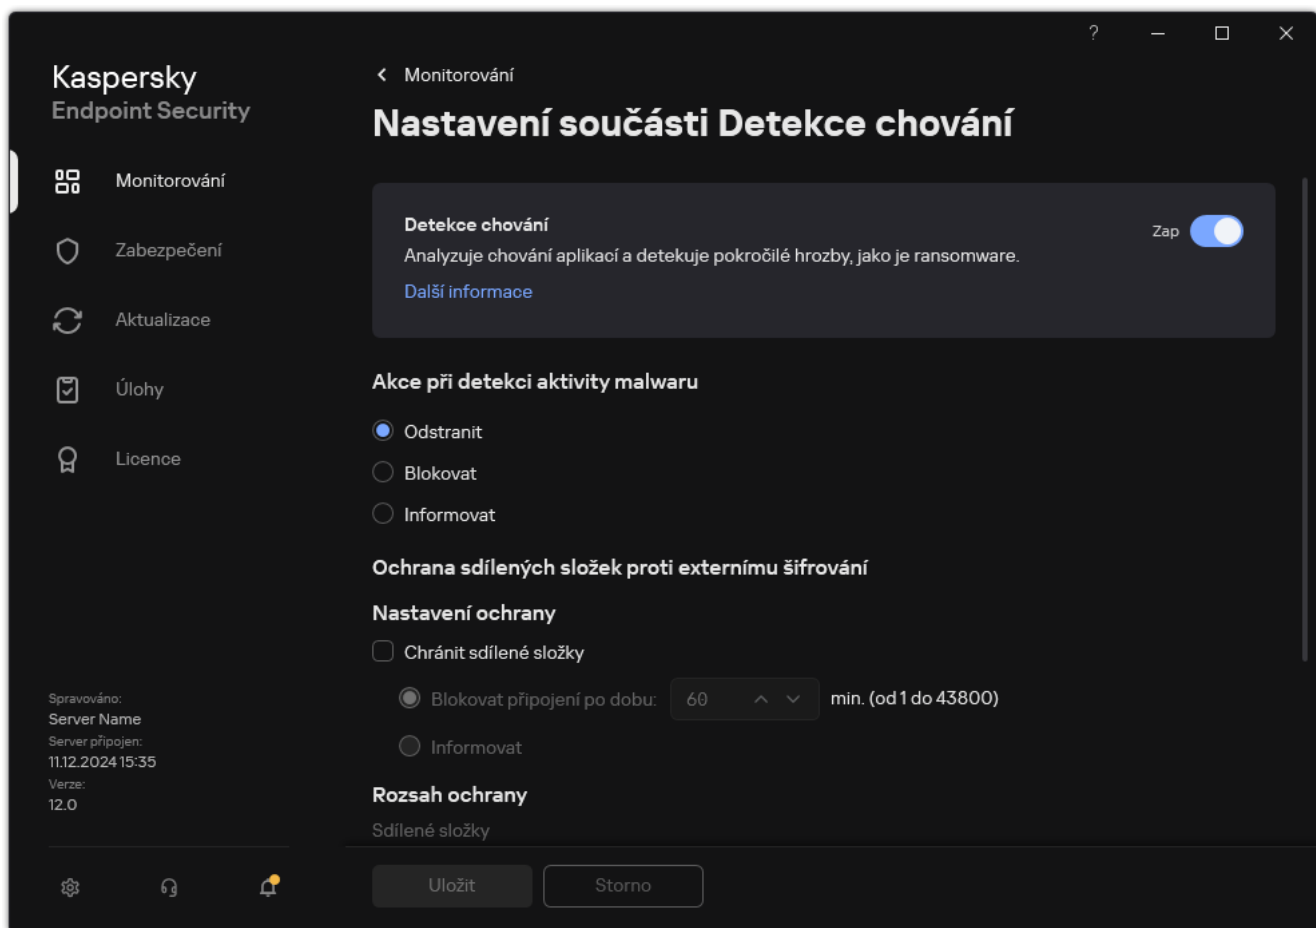 ?
Kaspersky
Endpoint Security
Monitorování
Zabezpečení
Aktualizace
Úlohy
Licence
Spravováno:
Server Name
Server připojen:
11.12.2024 15:35
Verze:
12.0
Monitorování
Nastavení součásti Detekce chování
Detekce chování
Zap
Analyzuje chování aplikací a detekuje pokročilé hrozby, jako je ransomware.
Další informace
Akce při detekci aktivity malwaru
Odstranit
Blokovat
Informovat
Ochrana sdílených složek proti externímu šifrování
Nastavení ochrany
Chránit sdílené složky
Blokovat připojení po dobu: 60 min. (od 1 do 43800)
Informovat
Rozsah ochrany
Sdílené složky
Uložit
Storno